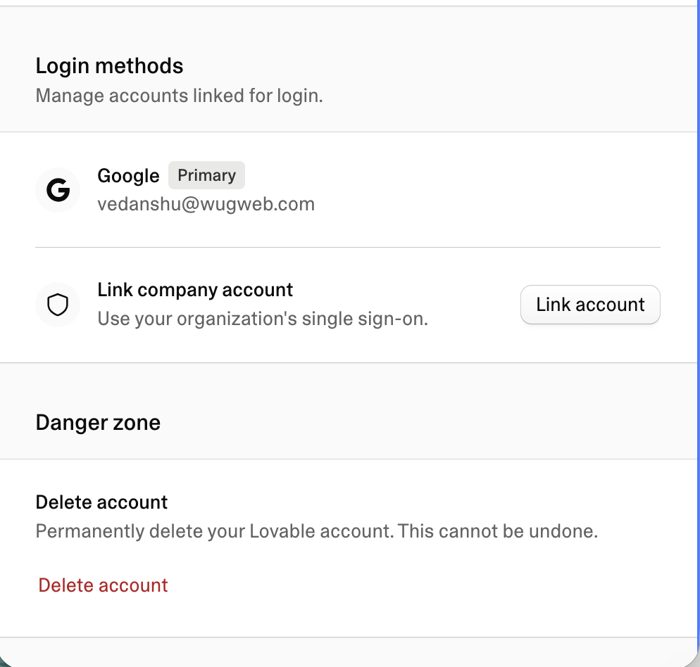 Login methods
Manage accounts linked for login.
Google Primary
vedanshu@wugweb.com
Link company account
Use your organization's single sign-on.
Link account
Danger zone
Delete account
Permanently delete your Lovable account. This cannot be undone.
Delete account